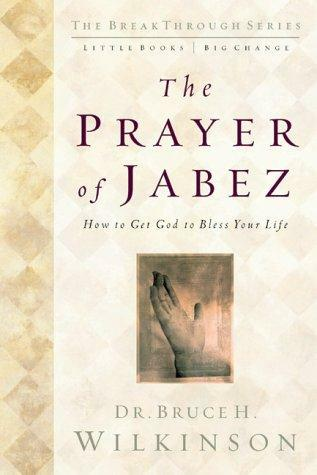 The BreakThrough Series
Little Books | Big Change
The
Prayer
of Jabez
How to Get God to Bless Your Life
Dr. Bruce H.
Wilkinson